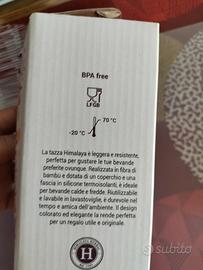 BPA free
LFGB
70 °C
-20 °C
La tazza Himalaya è leggera e resistente,
perfetta per gustare le tue bevande
preferite ovunque. Realizzata in fibra di
bambù e dotata di un coperchio e una
fascia in silicone termoisolanti, è ideale
per bevande calde e fredde. Riutilizzabile
e lavabile in lavastoviglie, è durevole nel
tempo e amica dell'ambiente. Il design
colorato ed elegante la rende perfetta
per un regalo utile e originale.
H
subito